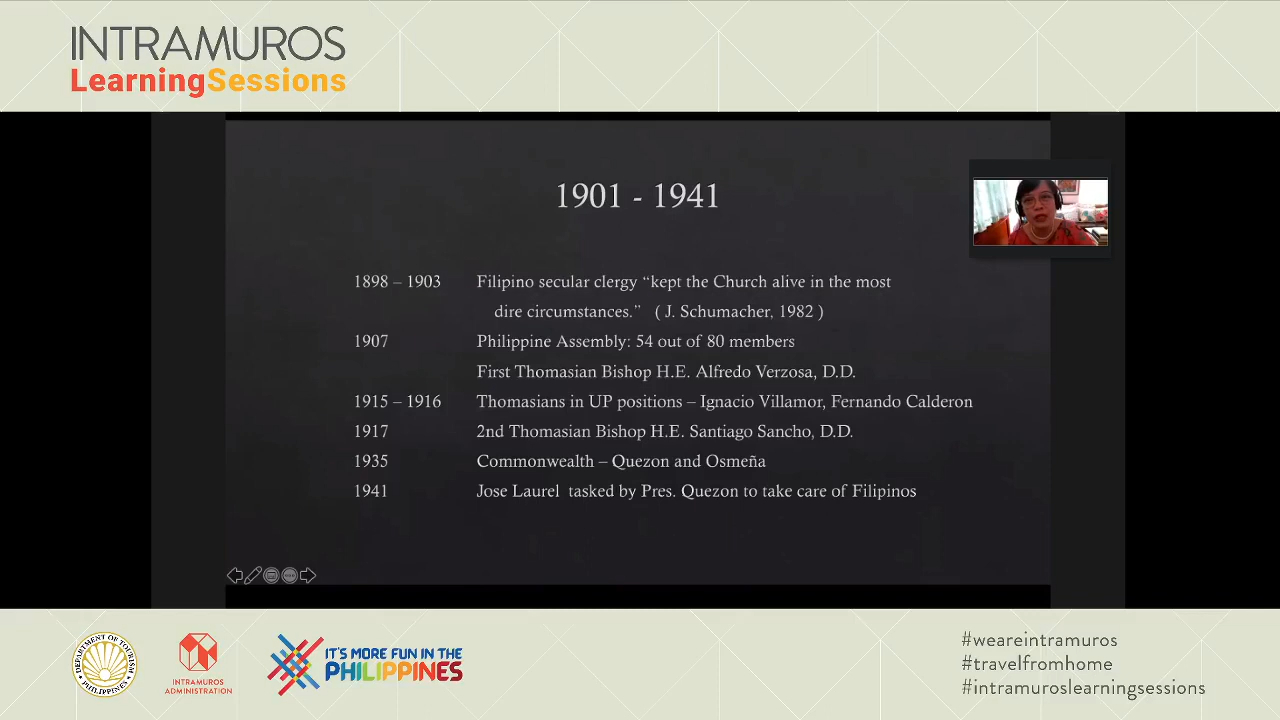 INTRAMUROS
LearningSessions
1901 - 1941
1898 – 1903 Filipino secular clergy “kept the Church alive in the most
dire circumstances.” ( J. Schumacher, 1982 )
1907 Philippine Assembly: 54 out of 80 members
First Thomasian Bishop H.E. Alfredo Verzosa, D.D.
1915 – 1916 Thomasians in UP positions – Ignacio Villamor, Fernando Calderon
1917 2nd Thomasian Bishop H.E. Santiago Sancho, D.D.
1935 Commonwealth – Quezon and Osmeña
1941 Jose Laurel tasked by Pres. Quezon to take care of Filipinos
DEPARTMENT OF TOURISM
PHILIPPINES
INTRAMUROS
ADMINISTRATION
IT'S MORE FUN IN THE
PHILIPPINES
#weareintramuros
#travelfromhome
#intramuroslearningsessions